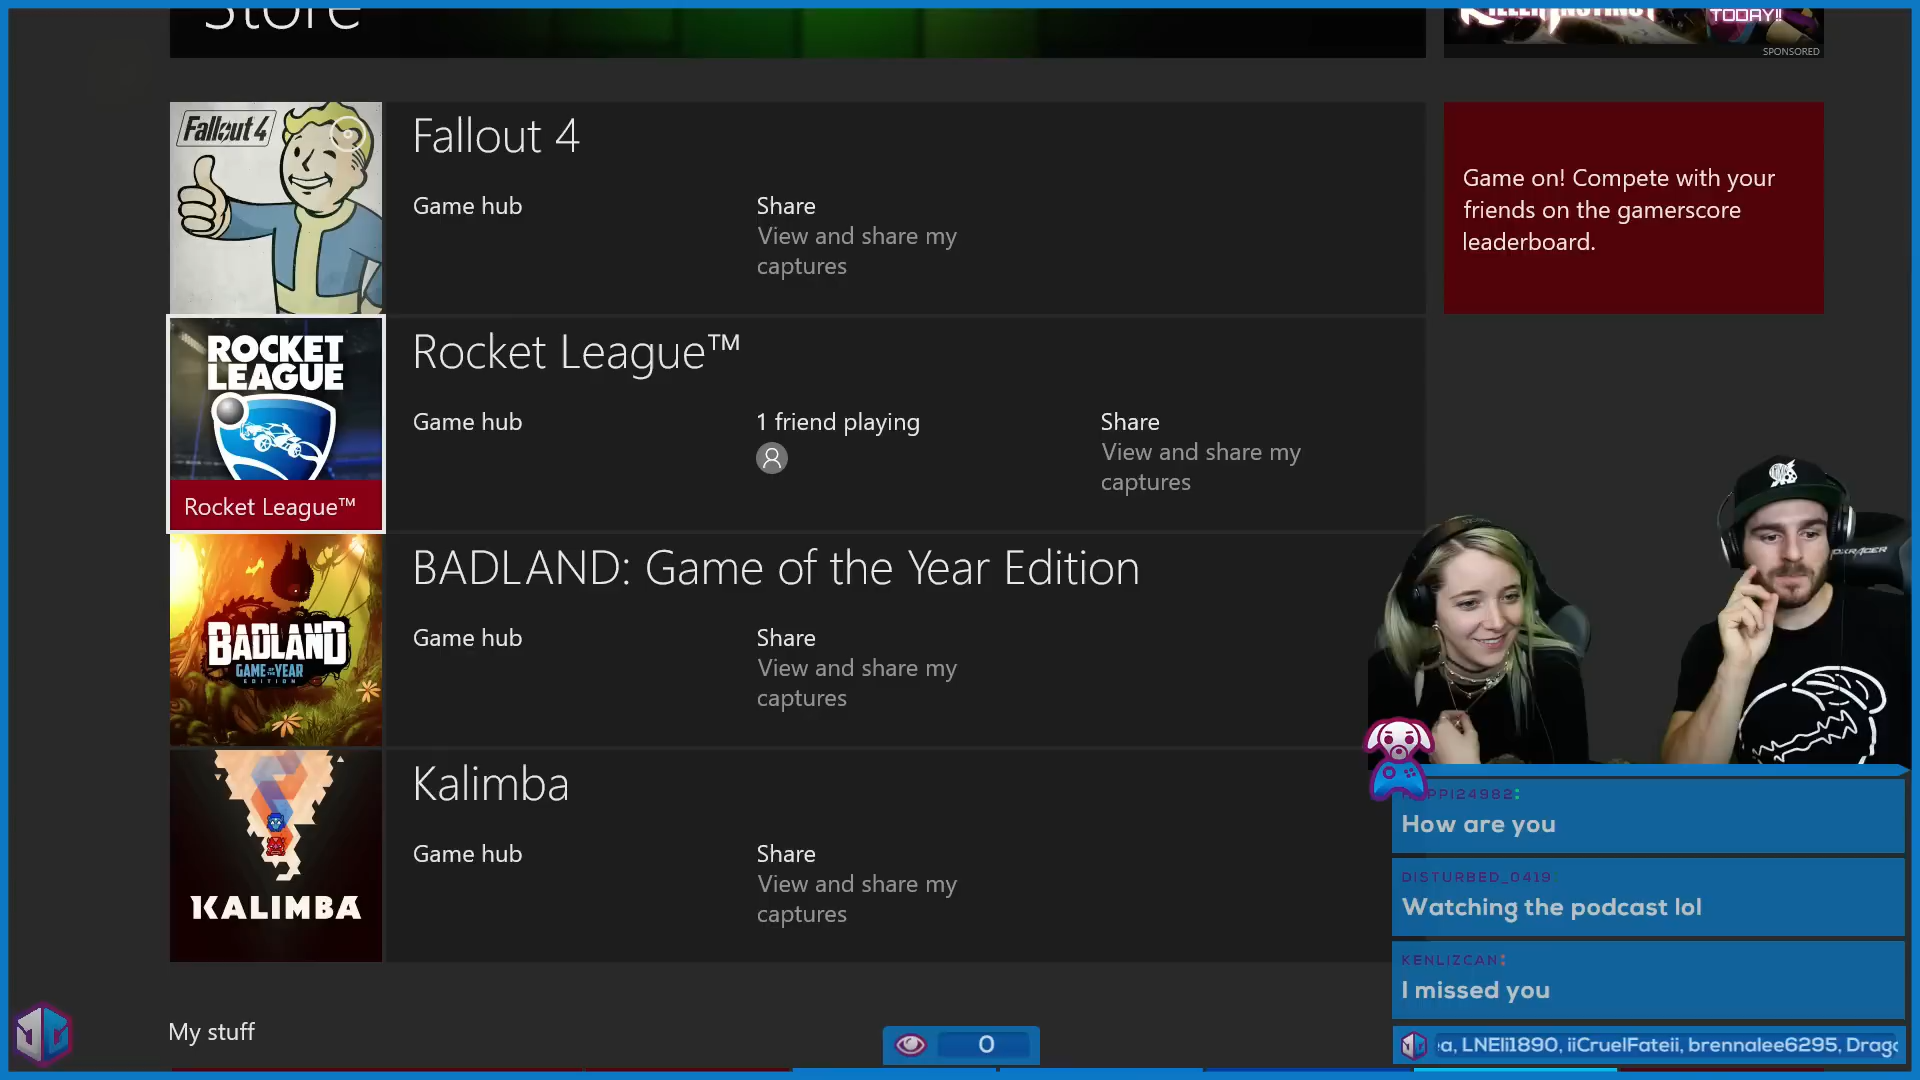 Store
KILLER INSTINCT
TODAY!!
SPONSORED
Fallout 4
Fallout 4
Game hub
Share
View and share my
captures
Game on! Compete with your
friends on the gamerscore
leaderboard.
ROCKET
LEAGUE
Rocket League™
Rocket League™
Game hub
1 friend playing
Share
View and share my
captures
BADLAND
GAME OF THE YEAR
EDITION
BADLAND: Game of the Year Edition
Game hub
Share
View and share my
captures
DXRACER
KALIMBA
Kalimba
Game hub
Share
View and share my
captures
How are you
DISTURBED_0419
Watching the podcast lol
KENLIZCAN:
I missed you
My stuff
0
LNEli1890, iiCruelFateii, brennalee6295,